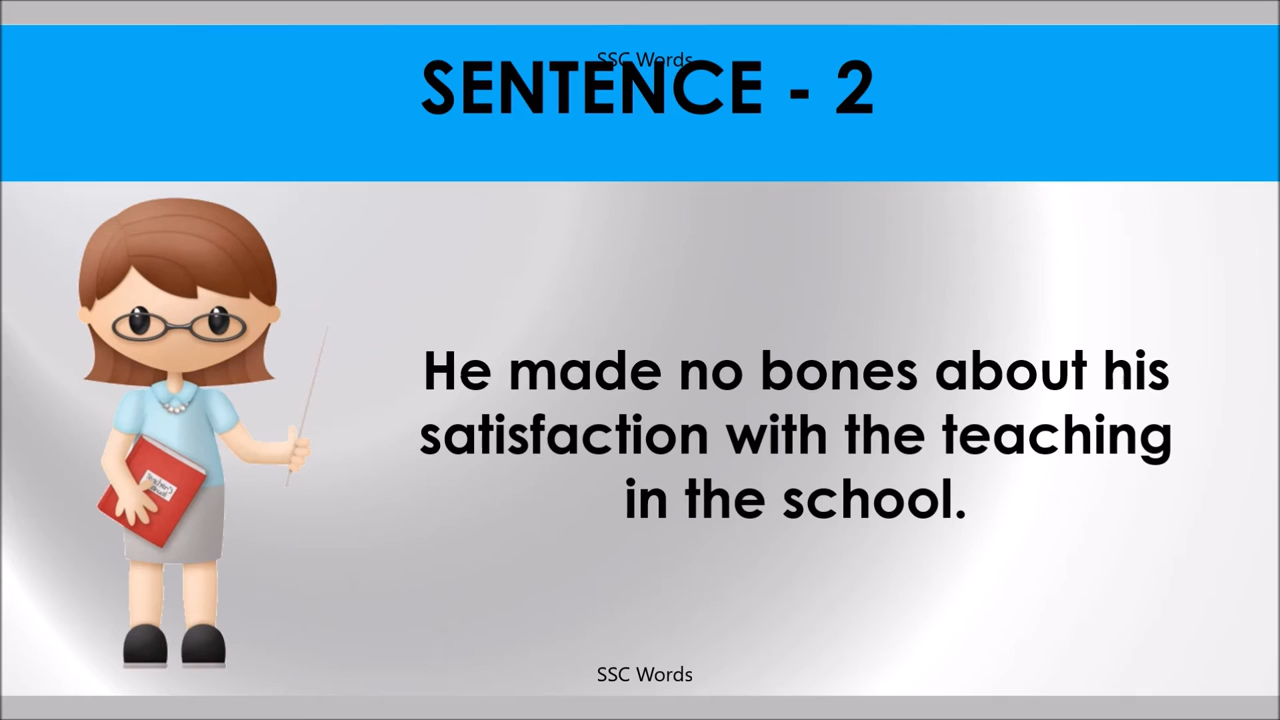 SSC Words
SENTENCE - 2
He made no bones about his
satisfaction with the teaching
in the school.
SSC Words